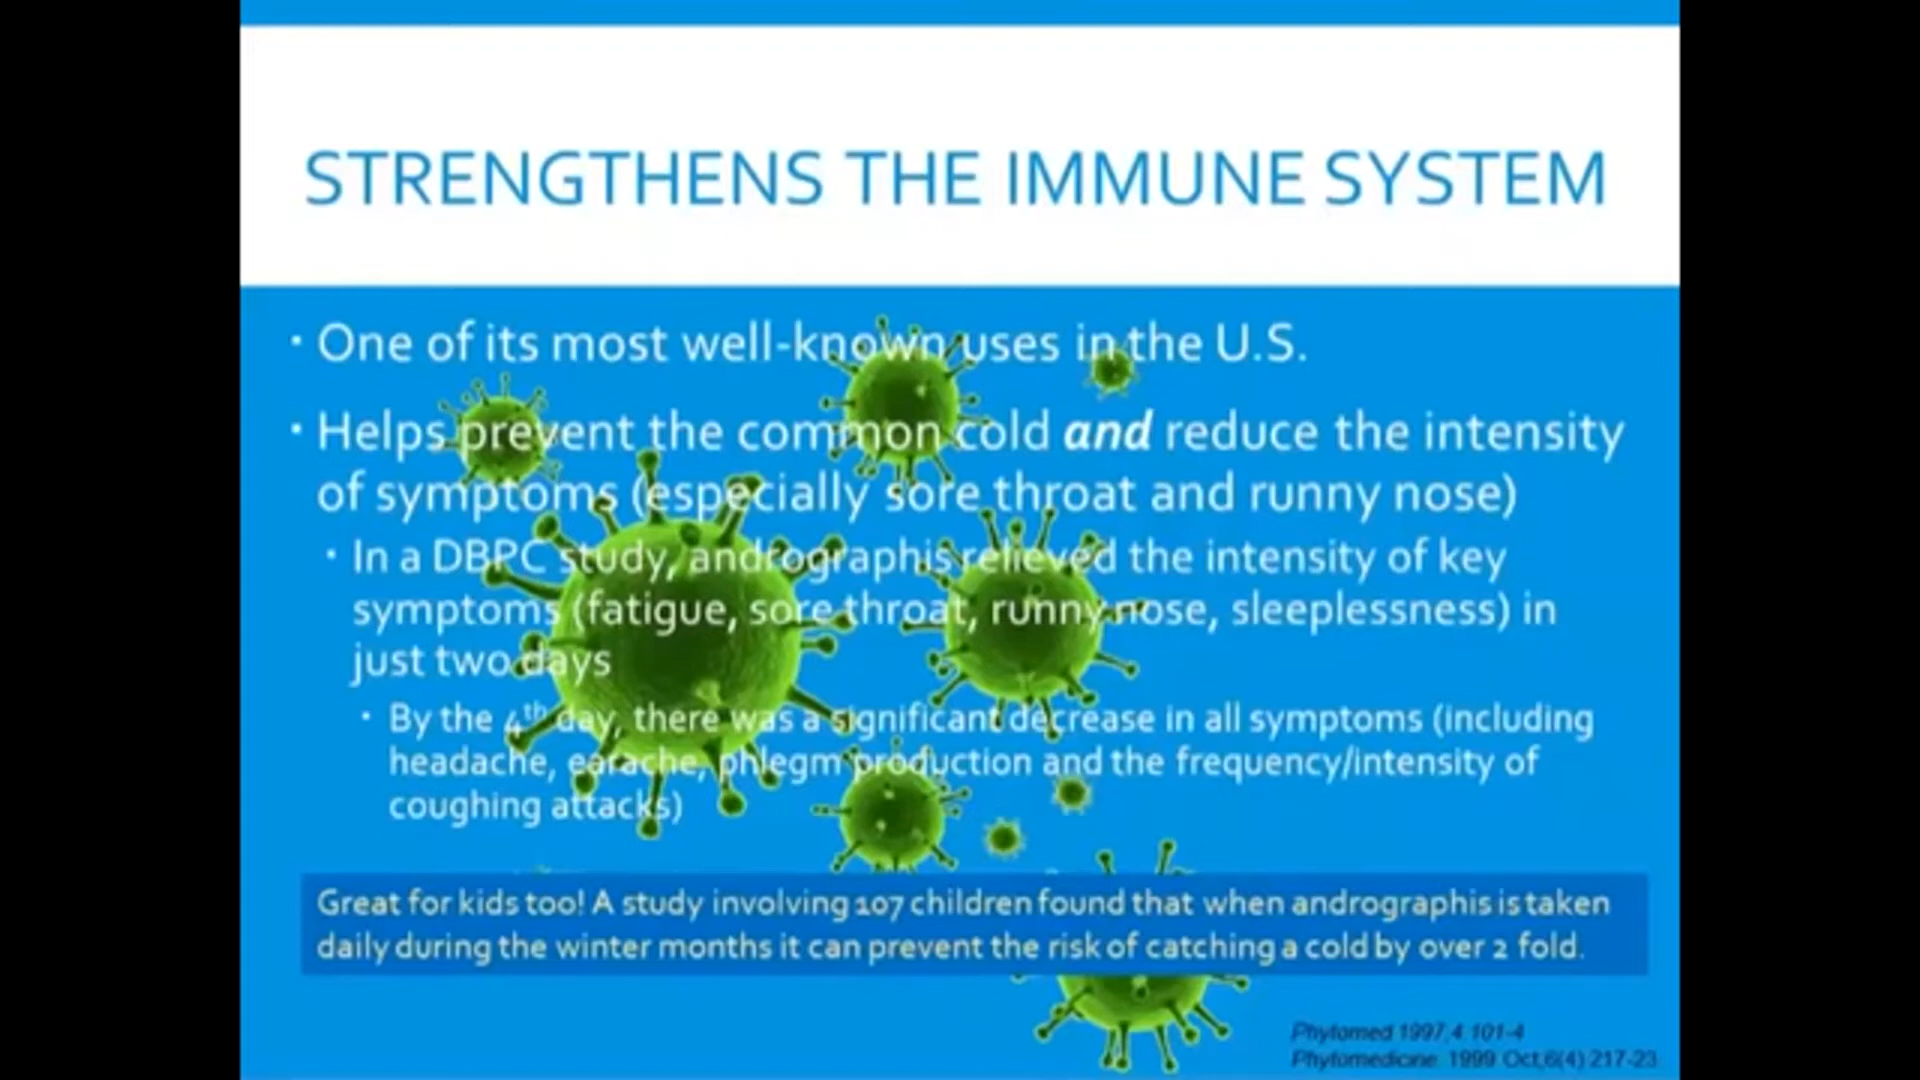 STRENGTHENS THE IMMUNE SYSTEM
· One of its most well-known uses in the U.S.
· Helps prevent the common cold and reduce the intensity
of symptoms (especially sore throat and runny nose)
· In a DBPC study, andrographis relieved the intensity of key
symptoms (fatigue, sore throat, runny nose, sleeplessness) in
just two days
· By the 4th day, there was a significant decrease in all symptoms (including
headache, earache, phlegm production and the frequency/intensity of
coughing attacks)
Great for kids too! A study involving 107 children found that when andrographis is taken
daily during the winter months it can prevent the risk of catching a cold by over 2 fold.
Phytomed 1997;4 101-4
Phytomedicine. 1999 Oct;6(4) 217-23